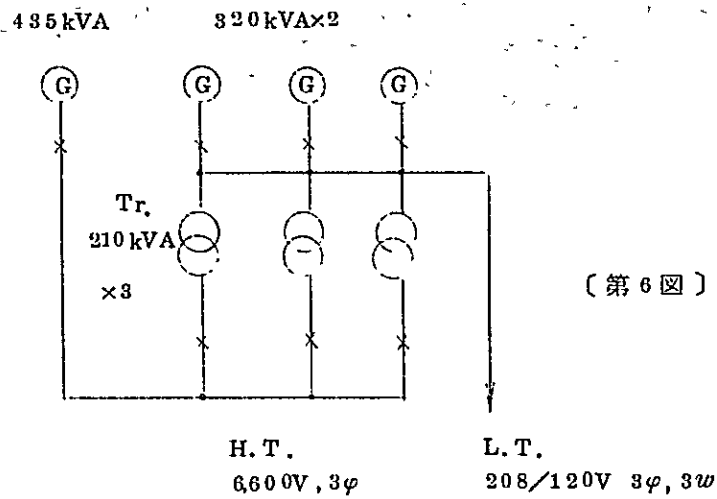 435kVA 320kVA×2
G G G G
Tr.
210kVA
×3
〔第6図〕
H.T. L.T.
6,600V,3φ 208/120V 3φ,3w